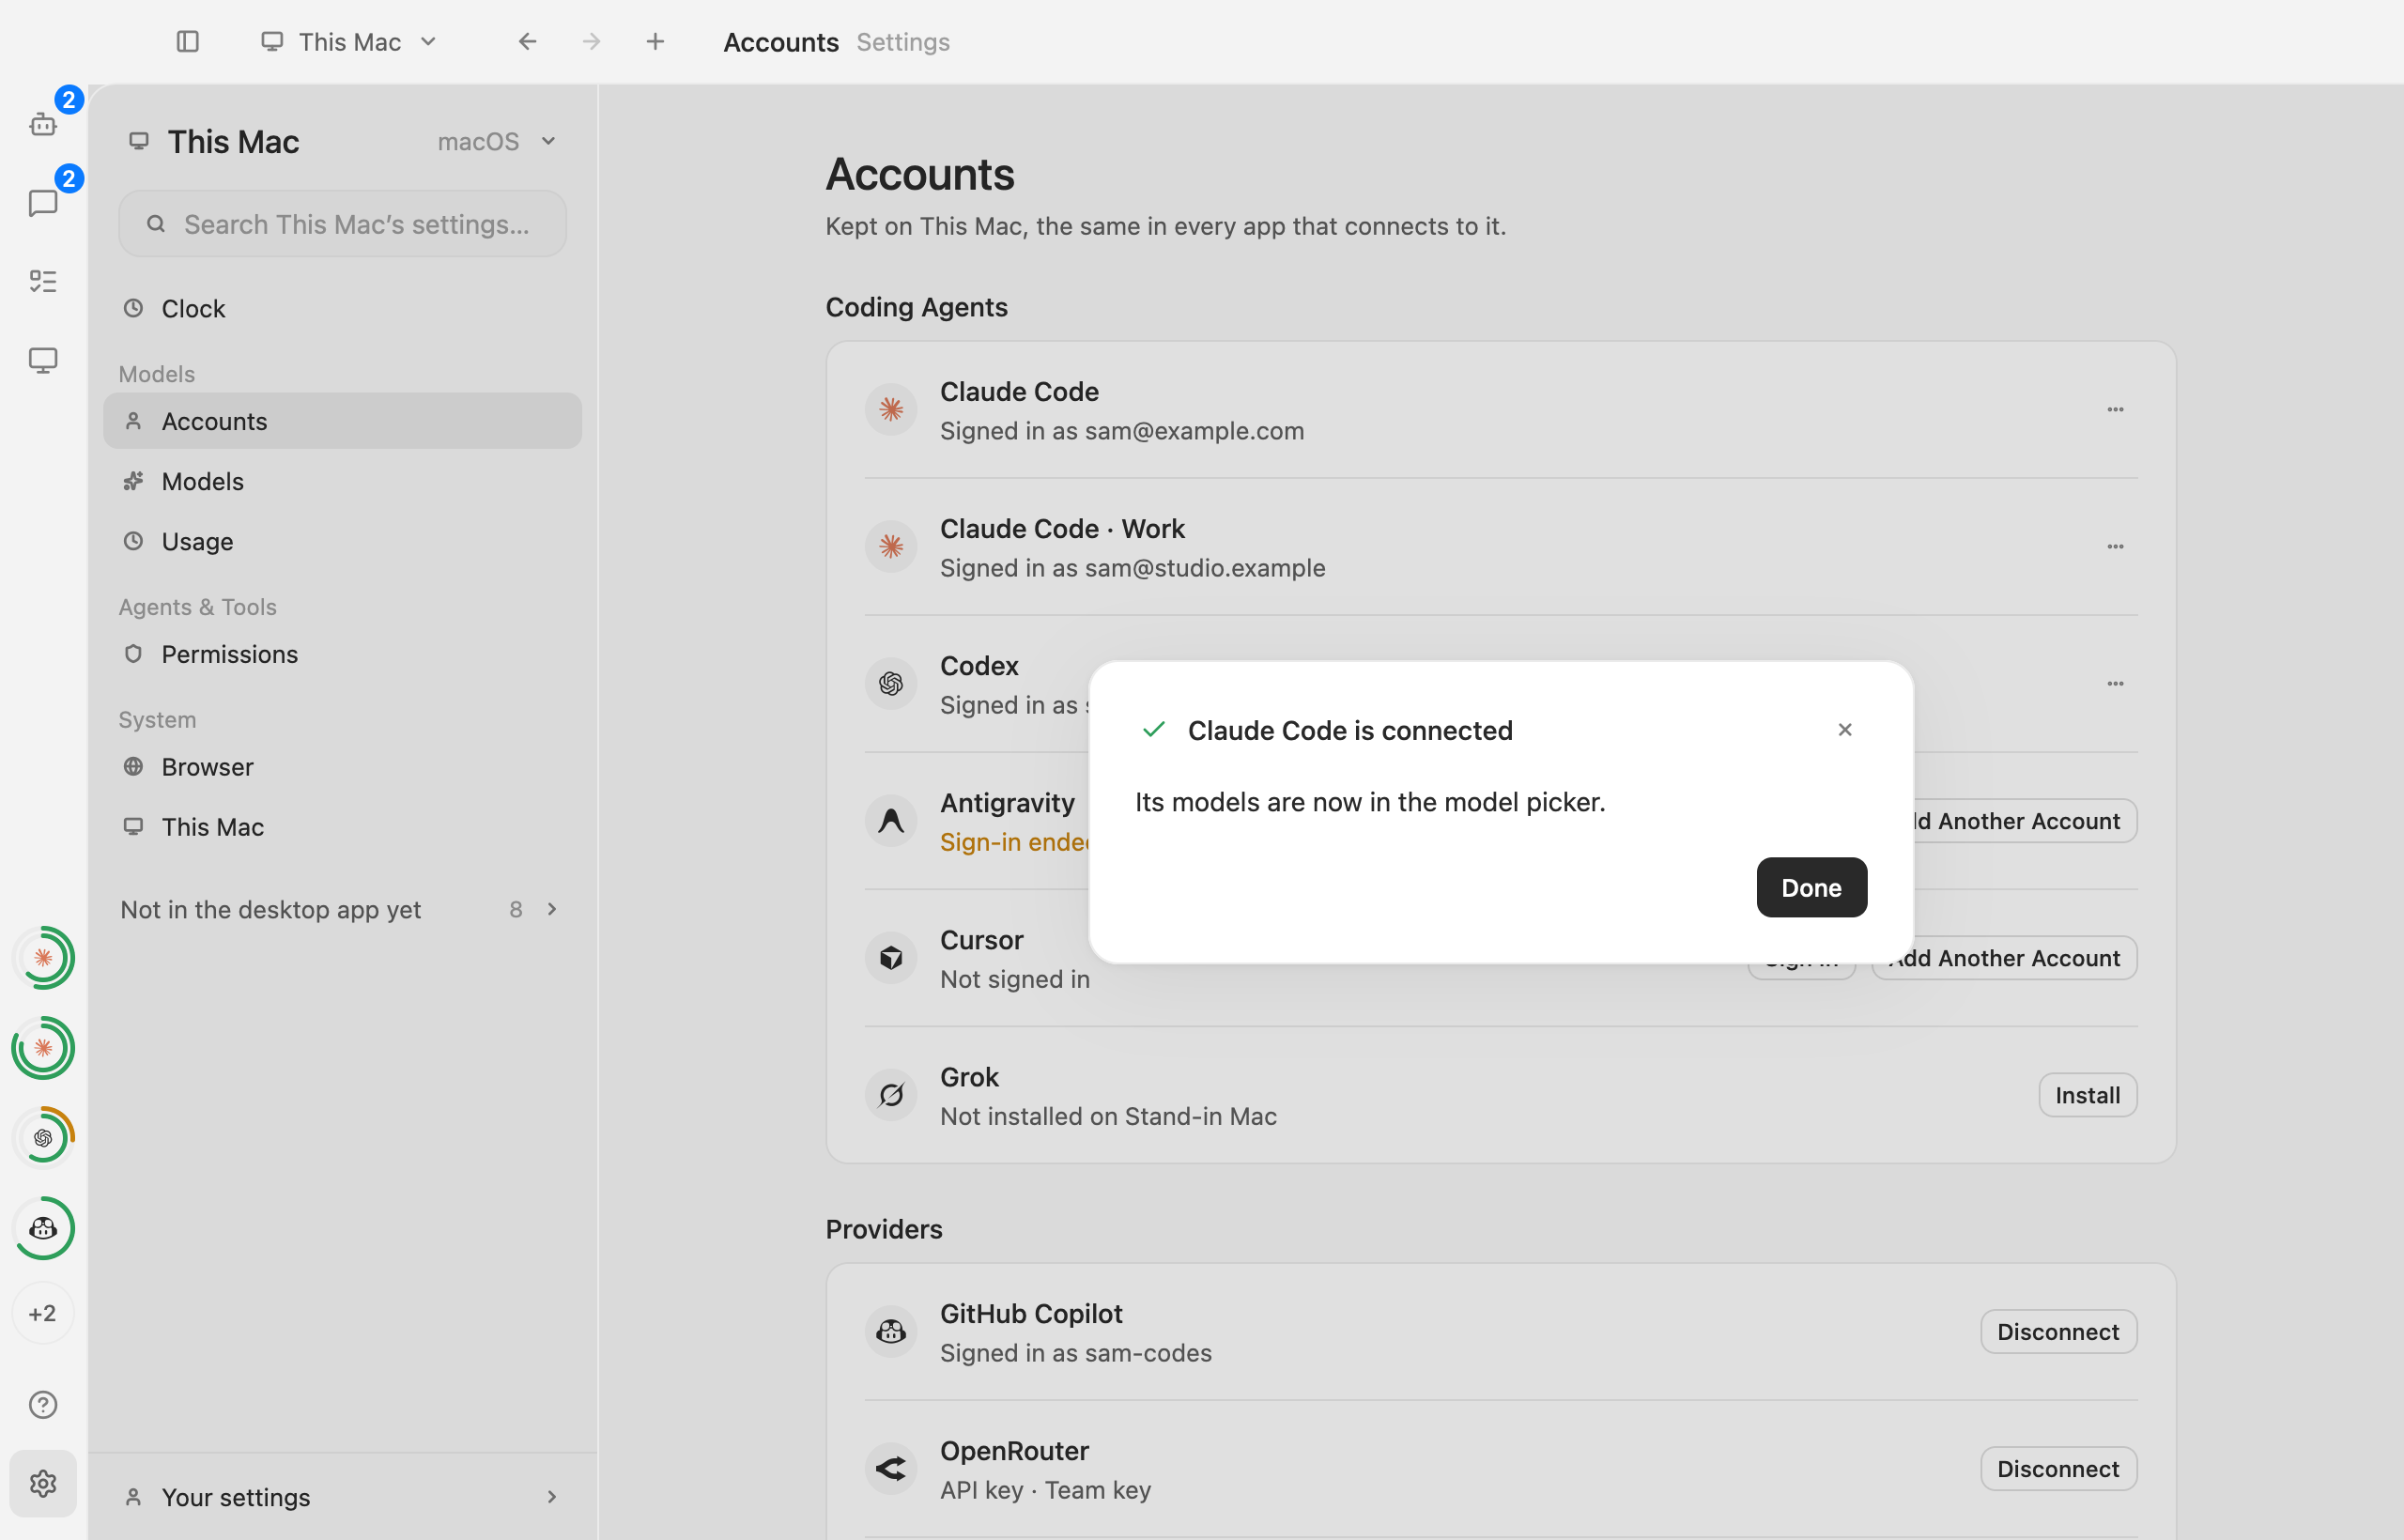 This Mac
Accounts Settings
2
2
This Mac
macOS
Search This Mac’s settings...
Clock
Models
Accounts
Models
Usage
Agents & Tools
Permissions
System
Browser
This Mac
Not in the desktop app yet
8
+2
Your settings
Accounts
Kept on This Mac, the same in every app that connects to it.
Coding Agents
Claude Code
Signed in as sam@example.com
Claude Code · Work
Signed in as sam@studio.example
Codex
Signed in as
Antigravity
Sign-in ended
Another Account
Claude Code is connected
Its models are now in the model picker.
Done
Cursor
Not signed in
Add Another Account
Grok
Not installed on Stand-in Mac
Install
Providers
GitHub Copilot
Signed in as sam-codes
Disconnect
OpenRouter
API key · Team key
Disconnect